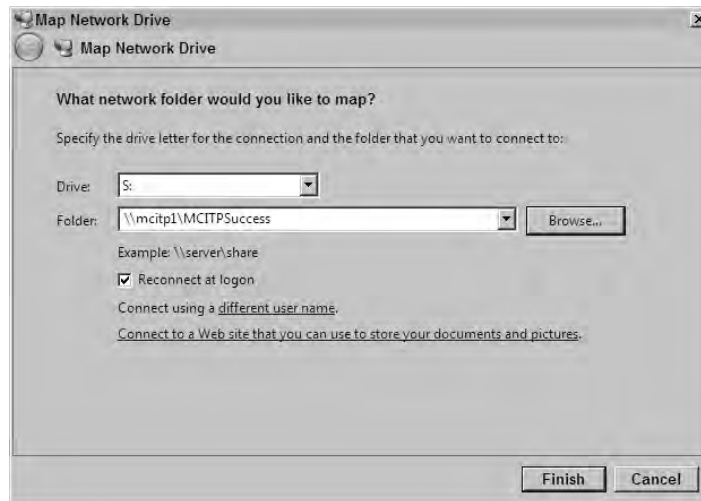 Map Network Drive
Map Network Drive
What network folder would you like to map?
Specify the drive letter for the connection and the folder that you want to connect to:
Drive: S:
Folder: \\mcitp1\MCITPSuccess Browse...
Example: \\server\share
Reconnect at logon
Connect using a different user name.
Connect to a Web site that you can use to store your documents and pictures.
Finish Cancel